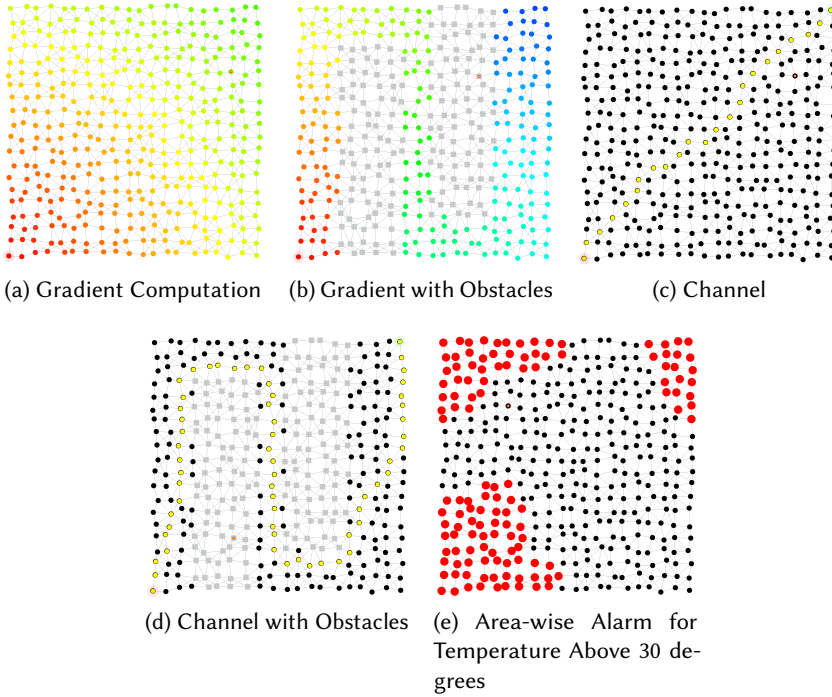 (a) Gradient Computation
(b) Gradient with Obstacles
(c) Channel
(d) Channel with Obstacles
(e) Area-wise Alarm for
Temperature Above 30 de-
grees